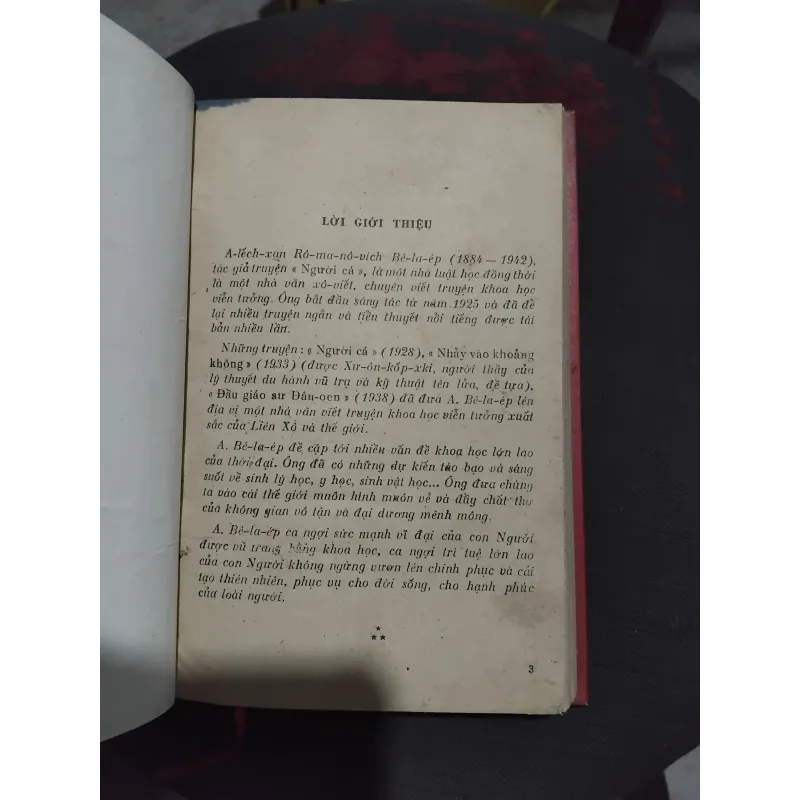 LỜI GIỚI THIỆU
A-lếch-xan Rô-ma-nô-vich Bê-la-ép (1884 — 1942),
tác giả truyện « Người cá », là một nhà luật học đồng thời
là một nhà văn xô-viết, chuyên viết truyện khoa học
viễn tưởng. Ông bắt đầu sáng tác từ năm 1925 và đã để
lại nhiều truyện ngắn và tiền thuyết nồi tiếng được tái
bản nhiều lần.
Những truyện : « Người cá » (1928), « Nhảy vào khoảng
không » (1933) (được Xư-ôn-kốp-xki, người thầy của
lý thuyết du hành vũ trụ và kỹ thuật tên lửa, đề tựa),
« Đầu giáo sư Đâu-oen » (1938) đã đưa A. Bê-la-ép lên
địa vị một nhà văn viết truyện khoa học viễn tưởng xuất
sắc của Liên Xô và thế giới.
A. Bê-la-ép đề cập tới nhiều vấn đề khoa học lớn lao
của thời đại. Ông đã có những dự kiến táo bạo và sáng
suốt về sinh lý học, y học, sinh vật học... Ông đưa chúng
ta vào cái thế giới muôn hình muôn vẻ và đầy chất thơ
của không gian vô tận và đại dương mênh mông.
A. Bê-la-ép ca ngợi sức mạnh vĩ đại của con Người
được vũ trang bằng khoa học, ca ngợi trí tuệ lớn lao
của con Người không ngừng vươn lên chinh phục và cải
tạo thiên nhiên, phục vụ cho đời sống, cho hạnh phúc
của loài người.
*
**
3